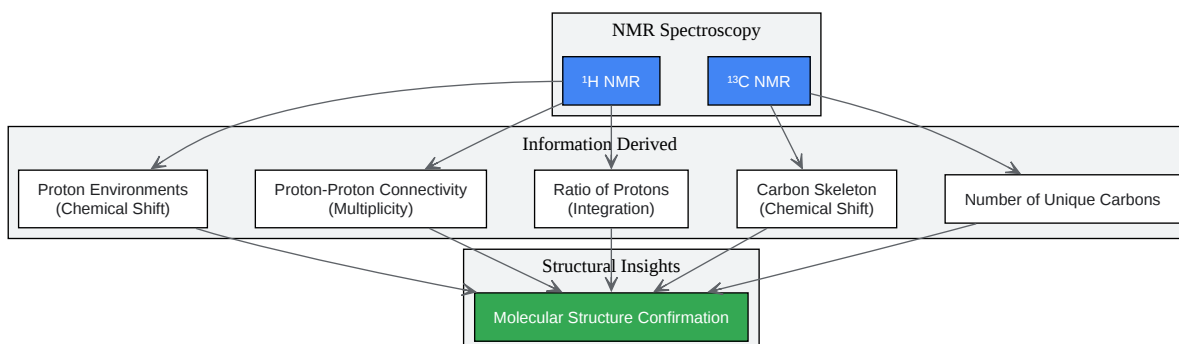 NMR Spectroscopy
¹H NMR
¹³C NMR
Information Derived
Proton Environments
(Chemical Shift)
Proton-Proton Connectivity
(Multiplicity)
Ratio of Protons
(Integration)
Carbon Skeleton
(Chemical Shift)
Number of Unique Carbons
Structural Insights
Molecular Structure Confirmation